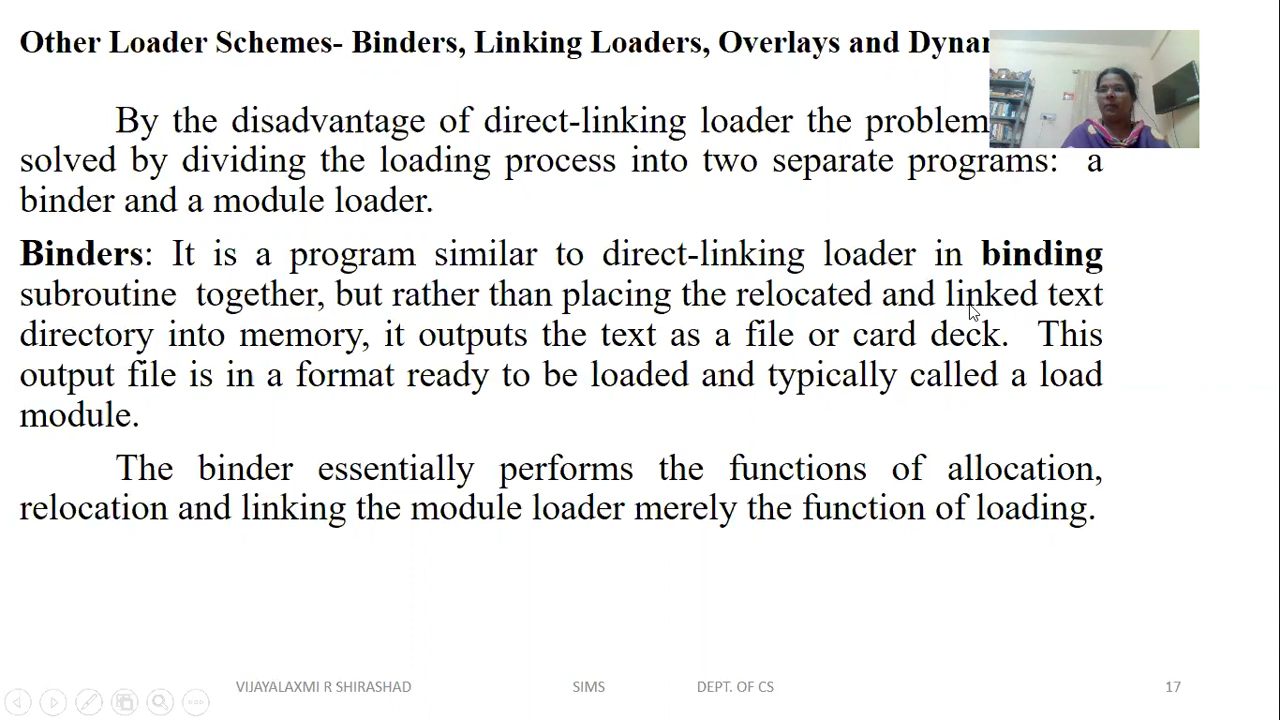 Other Loader Schemes- Binders, Linking Loaders, Overlays and
By the disadvantage of direct-linking loader the problem
solved by dividing the loading process into two separate programs: a
binder and a module loader.
Binders: It is a program similar to direct-linking loader in binding
subroutine together, but rather than placing the relocated and linked text
directory into memory, it outputs the text as a file or card deck. This
output file is in a format ready to be loaded and typically called a load
module.
The binder essentially performs the functions of allocation,
relocation and linking the module loader merely the function of loading.
VIJAYALAXMI R SHIRASHAD SIMS DEPT. OF CS 17